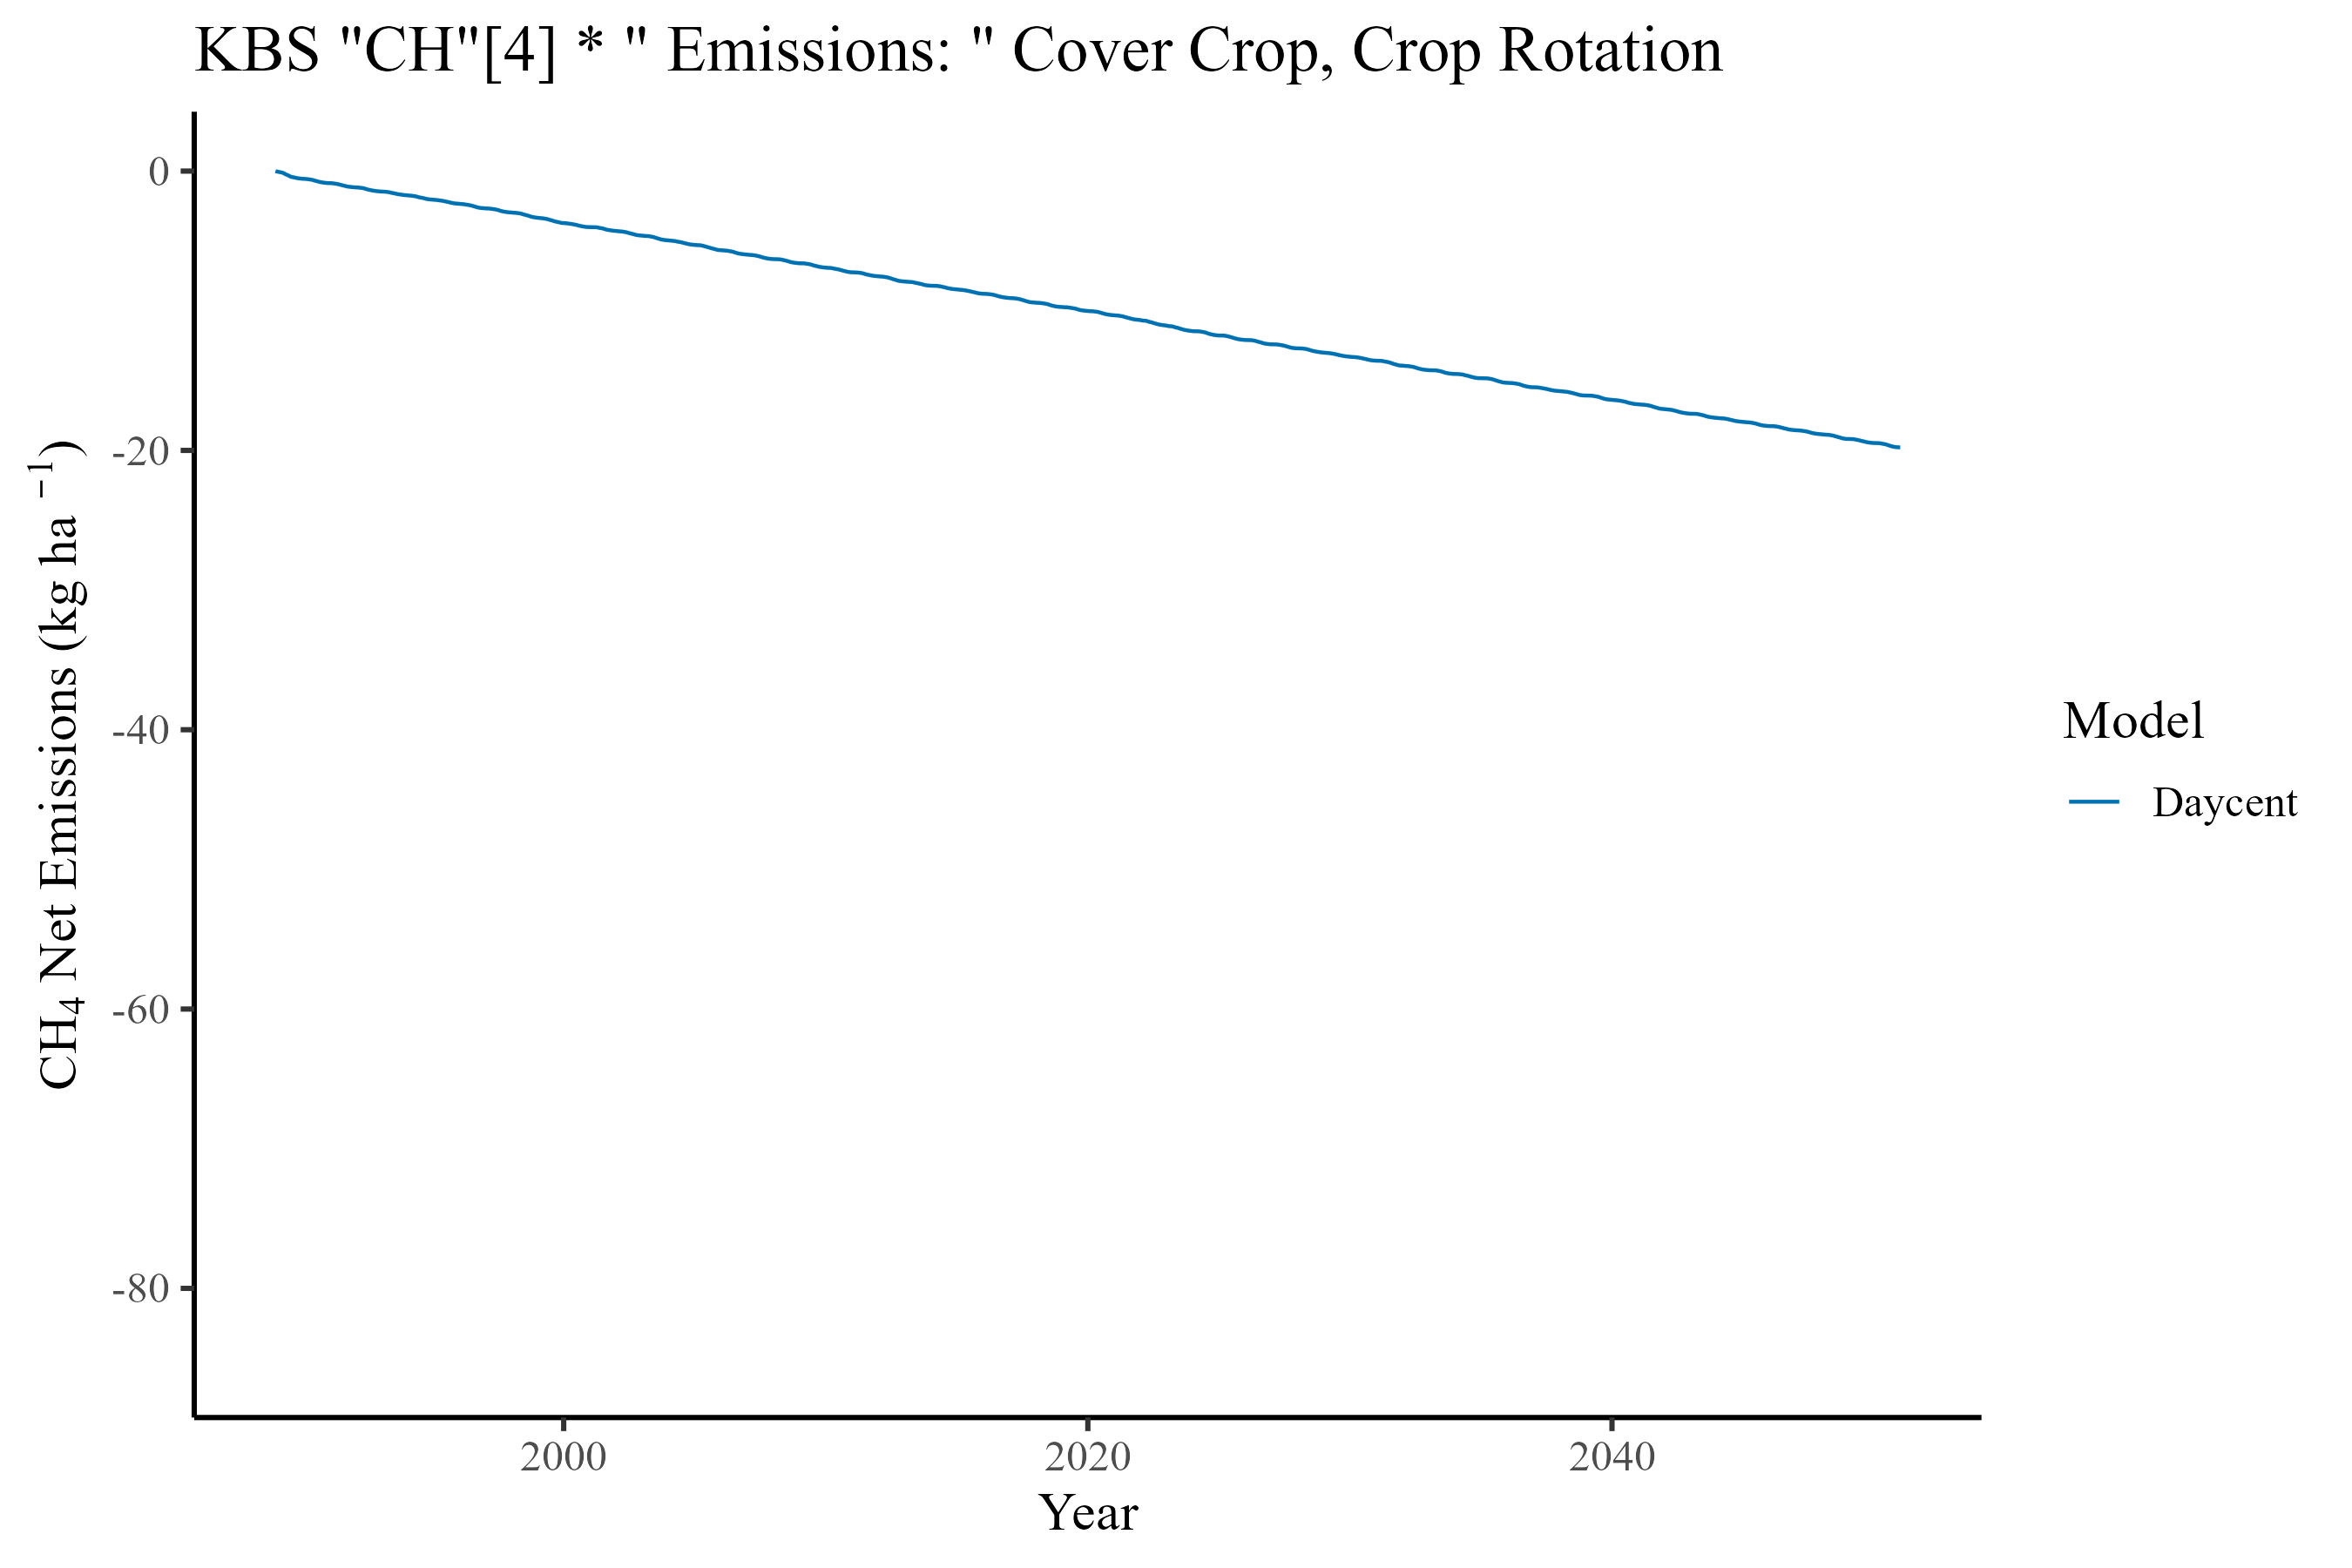 KBS "CH"[4] * " Emissions: " Cover Crop, Crop Rotation
CH₄ Net Emissions (kg ha ⁻¹)
0
-20
-40
-60
-80
2000 2020 2040
Year
Model
Daycent